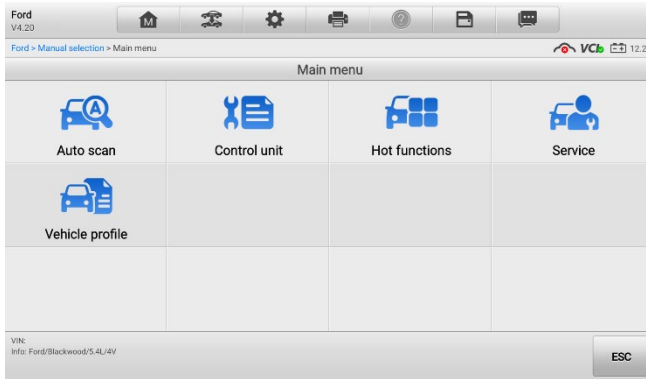 Ford
V4.20
M
?
Ford > Manual selection > Main menu
VCI 12.2
Main menu
A
Auto scan
Control unit
Hot functions
Service
Vehicle profile
VIN:
Info: Ford/Blackwood/5.4L/4V
ESC